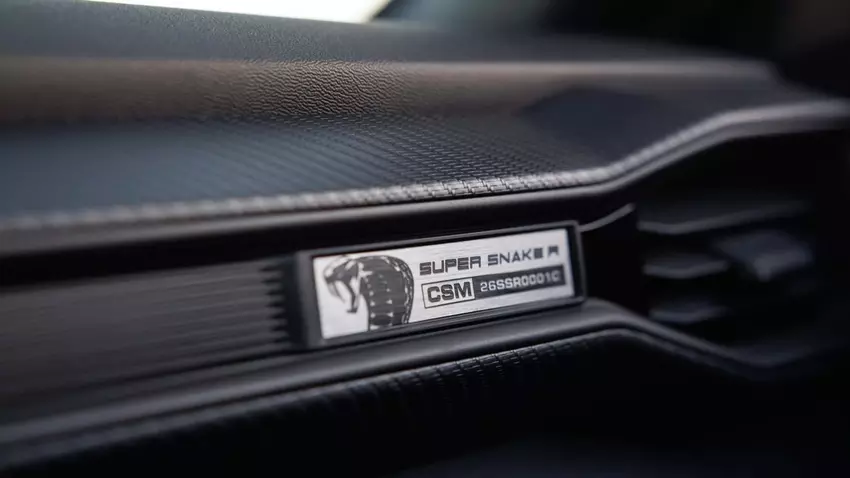 SUPER SNAKE R
CSM 26SSR0001C